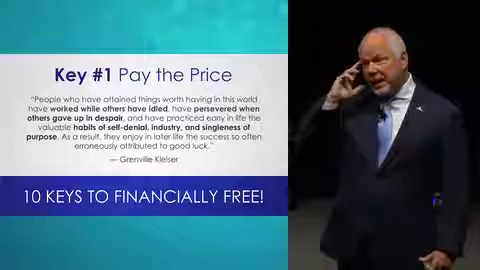 Key #1 Pay the Price
“People who have attained things worth having in this world
have worked while others have idled, have persevered when
others gave up in despair, and have practiced early in life the
valuable habits of self-denial, industry, and singleness of
purpose. As a result, they enjoy in later life the success so often
erroneously attributed to good luck.”
— Grenville Kleiser
10 KEYS TO FINANCIALLY FREE!